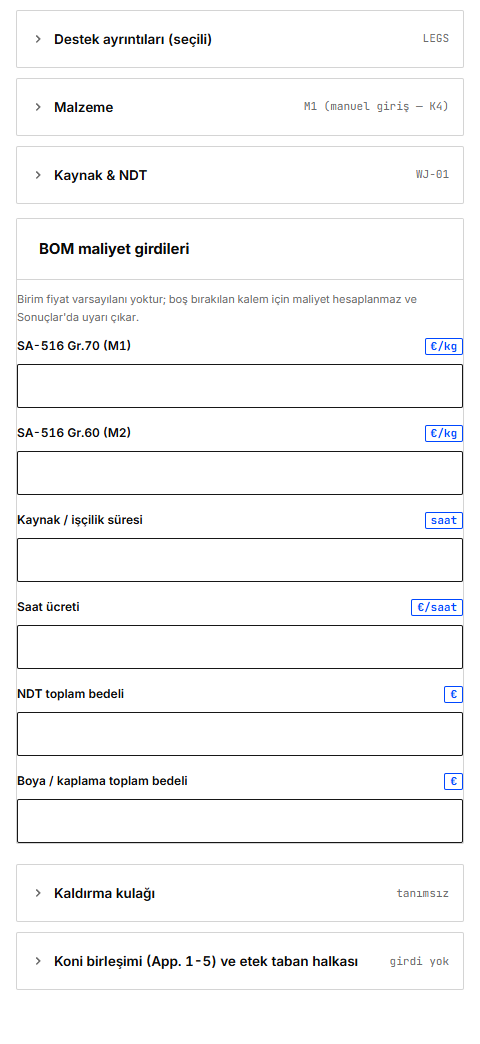 Destek ayrıntıları (seçili) LEGS
Malzeme M1 (manuel giriş — K4)
Kaynak & NDT WJ-01
BOM maliyet girdileri
Birim fiyat varsayılanı yoktur; boş bırakılan kalem için maliyet hesaplanmaz ve
Sonuçlar'da uyarı çıkar.
SA-516 Gr.70 (M1) €/kg
SA-516 Gr.60 (M2) €/kg
Kaynak / işçilik süresi saat
Saat ücreti €/saat
NDT toplam bedeli €
Boya / kaplama toplam bedeli €
Kaldırma kulağı tanımsız
Koni birleşimi (App. 1-5) ve etek taban halkası girdi yok